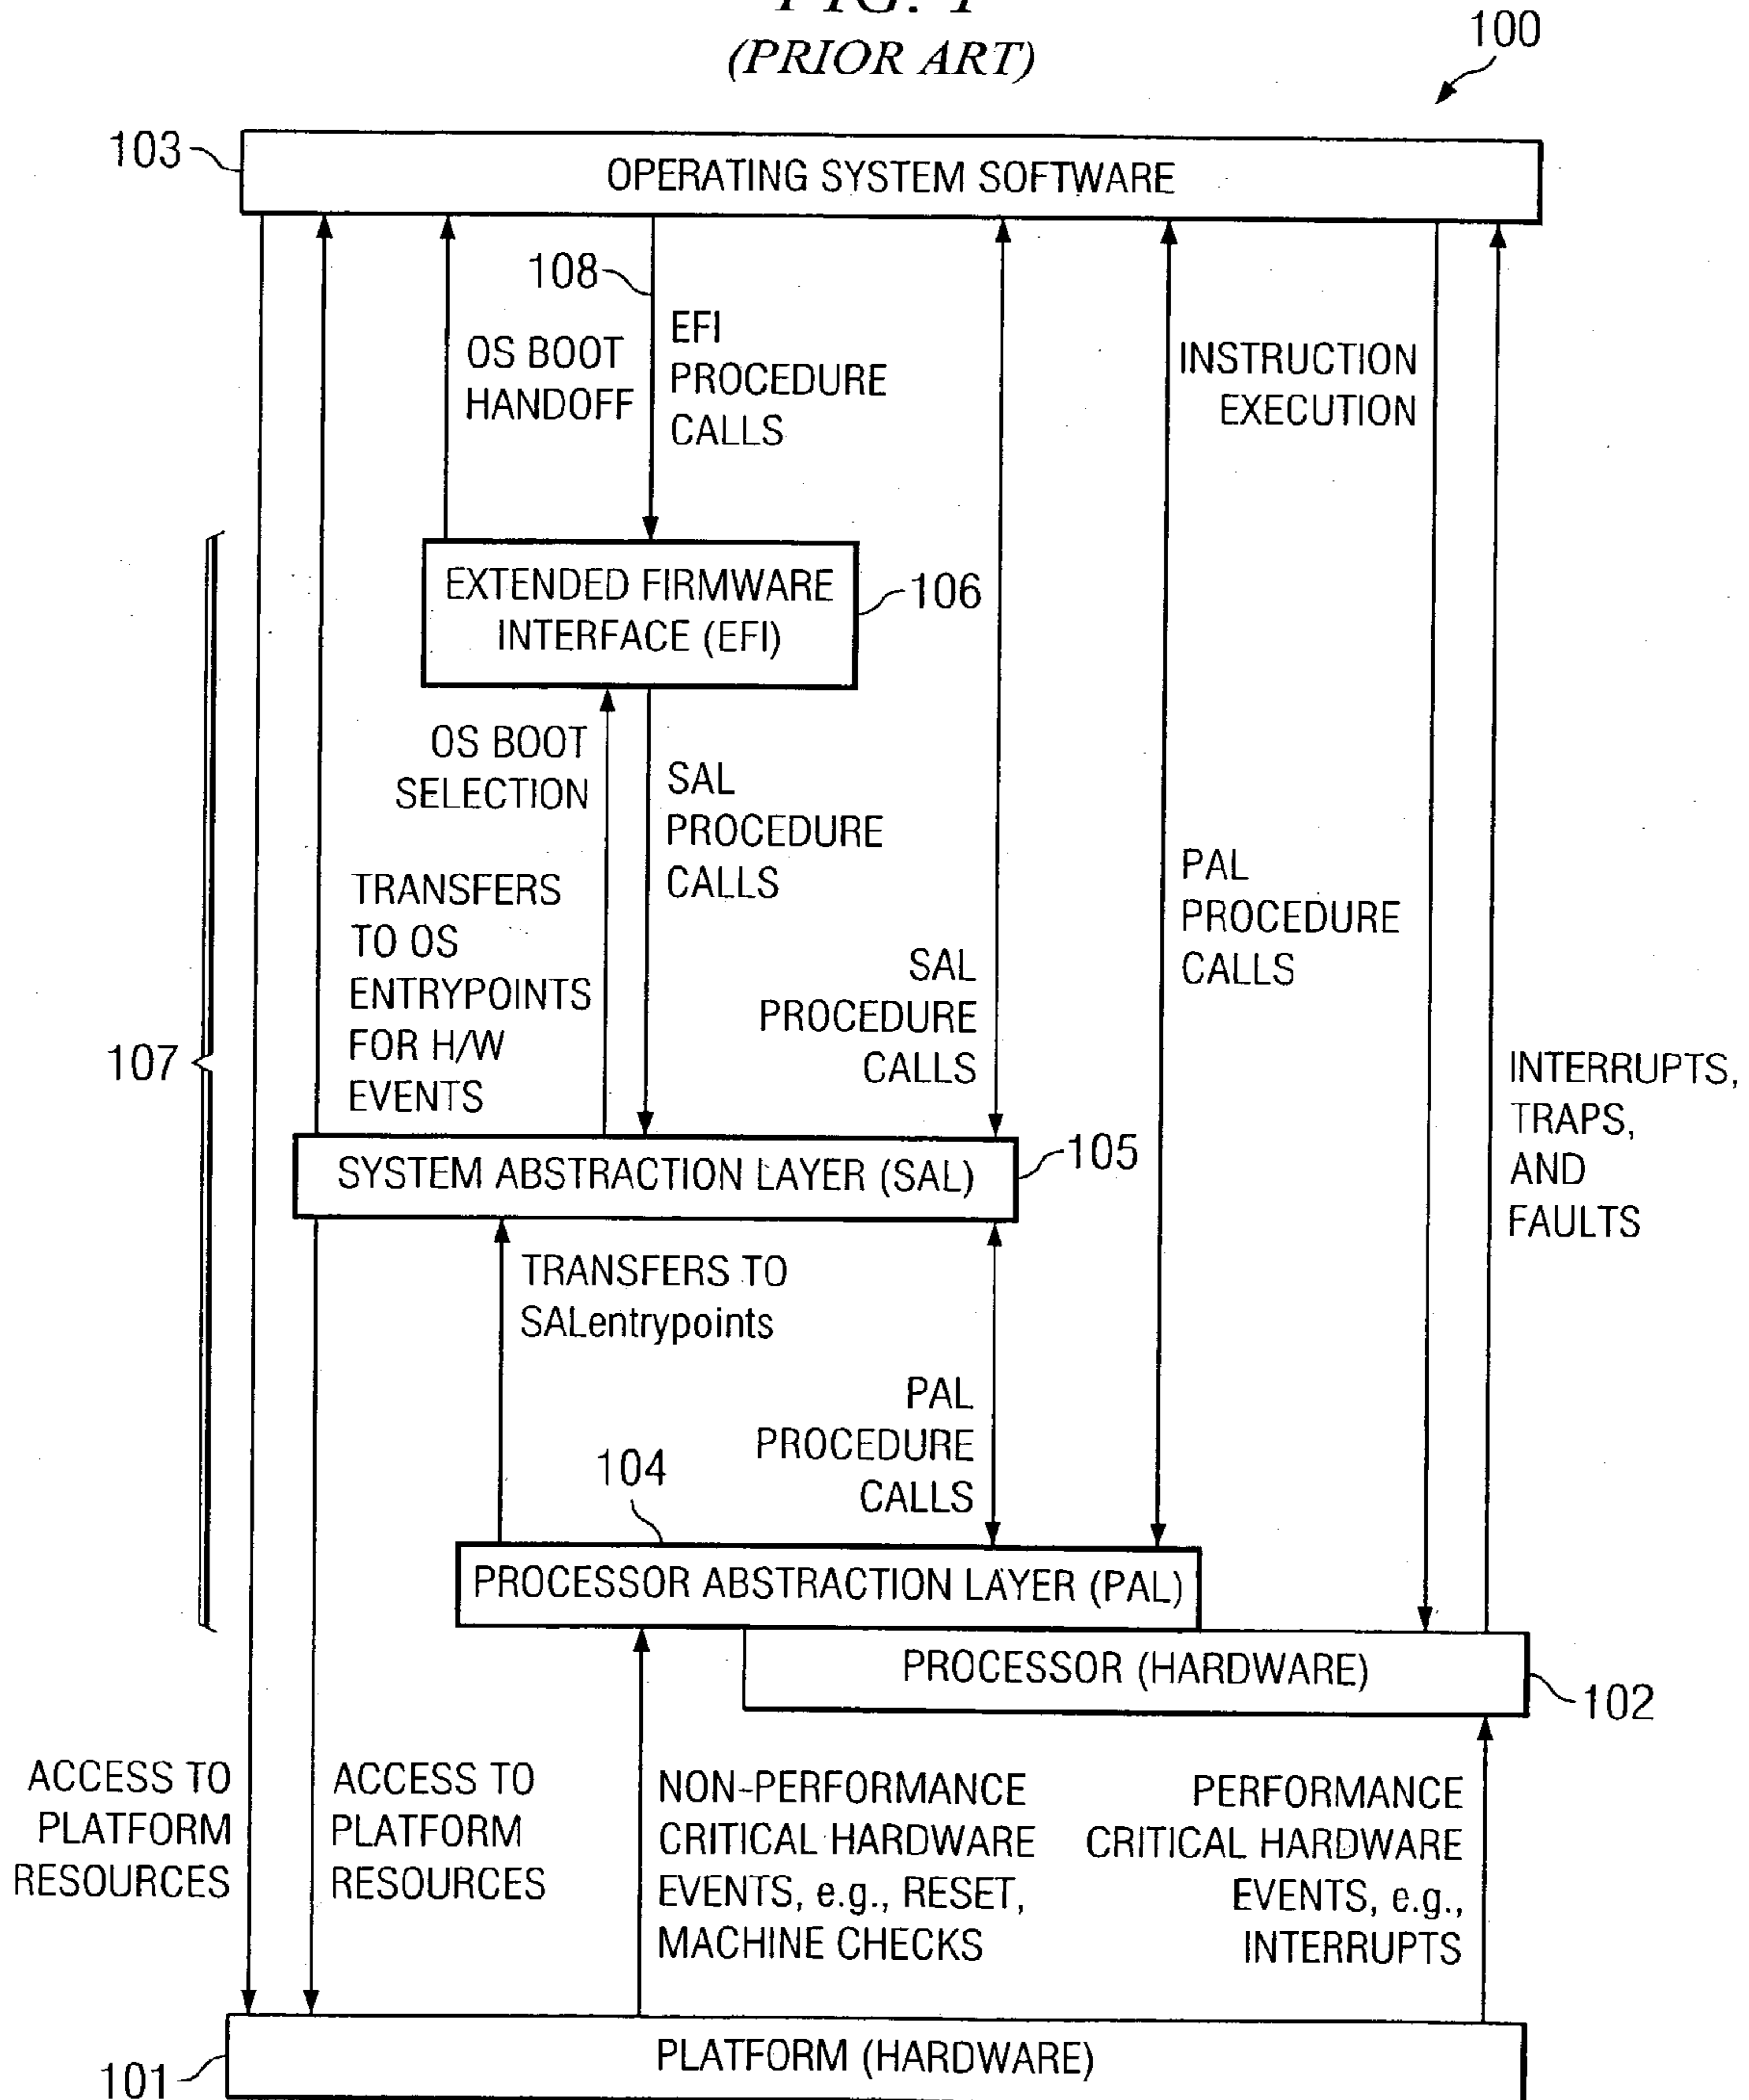 FIG. 1
(PRIOR ART)
100
103
OPERATING SYSTEM SOFTWARE
108
OS BOOT
HANDOFF
EFI
PROCEDURE
CALLS
INSTRUCTION
EXECUTION
EXTENDED FIRMWARE
INTERFACE (EFI)
106
OS BOOT
SELECTION
SAL
PROCEDURE
CALLS
TRANSFERS
TO OS
ENTRYPOINTS
FOR H/W
EVENTS
SAL
PROCEDURE
CALLS
PAL
PROCEDURE
CALLS
107
INTERRUPTS,
TRAPS,
AND
FAULTS
SYSTEM ABSTRACTION LAYER (SAL)
105
TRANSFERS TO
SALentrypoints
PAL
PROCEDURE
CALLS
104
PROCESSOR ABSTRACTION LAYER (PAL)
PROCESSOR (HARDWARE)
102
ACCESS TO
PLATFORM
RESOURCES
ACCESS TO
PLATFORM
RESOURCES
NON-PERFORMANCE
CRITICAL HARDWARE
EVENTS, e.g., RESET,
MACHINE CHECKS
PERFORMANCE
CRITICAL HARDWARE
EVENTS, e.g.,
INTERRUPTS
PLATFORM (HARDWARE)
101